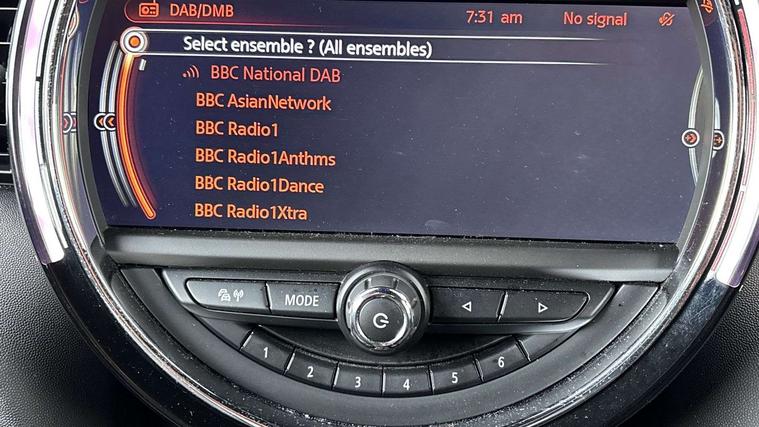 DAB/DMB 7:31 am No signal
Select ensemble ? (All ensembles)
BBC National DAB
BBC AsianNetwork
BBC Radio1
BBC Radio1Anthms
BBC Radio1Dance
BBC Radio1Xtra
MODE
1 2 3 4 5 6